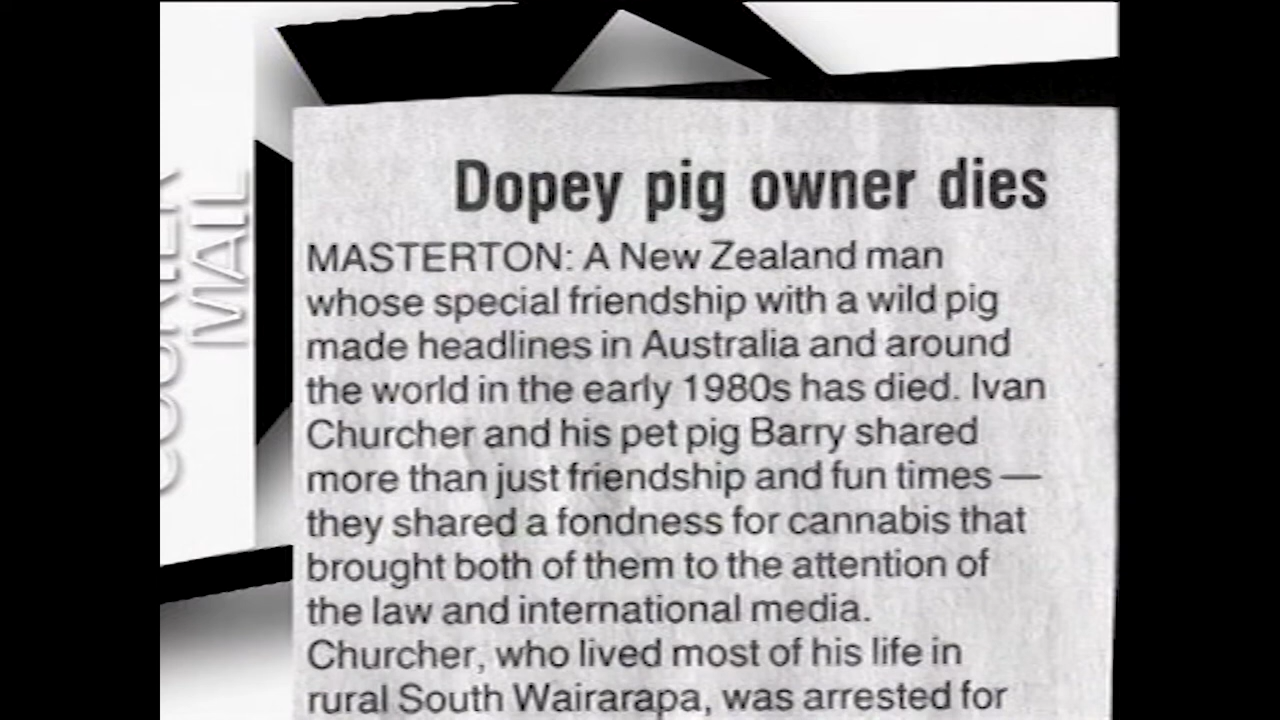 COURIER
MAIL
Dopey pig owner dies
MASTERTON: A New Zealand man
whose special friendship with a wild pig
made headlines in Australia and around
the world in the early 1980s has died. Ivan
Churcher and his pet pig Barry shared
more than just friendship and fun times —
they shared a fondness for cannabis that
brought both of them to the attention of
the law and international media.
Churcher, who lived most of his life in
rural South Wairarapa, was arrested for